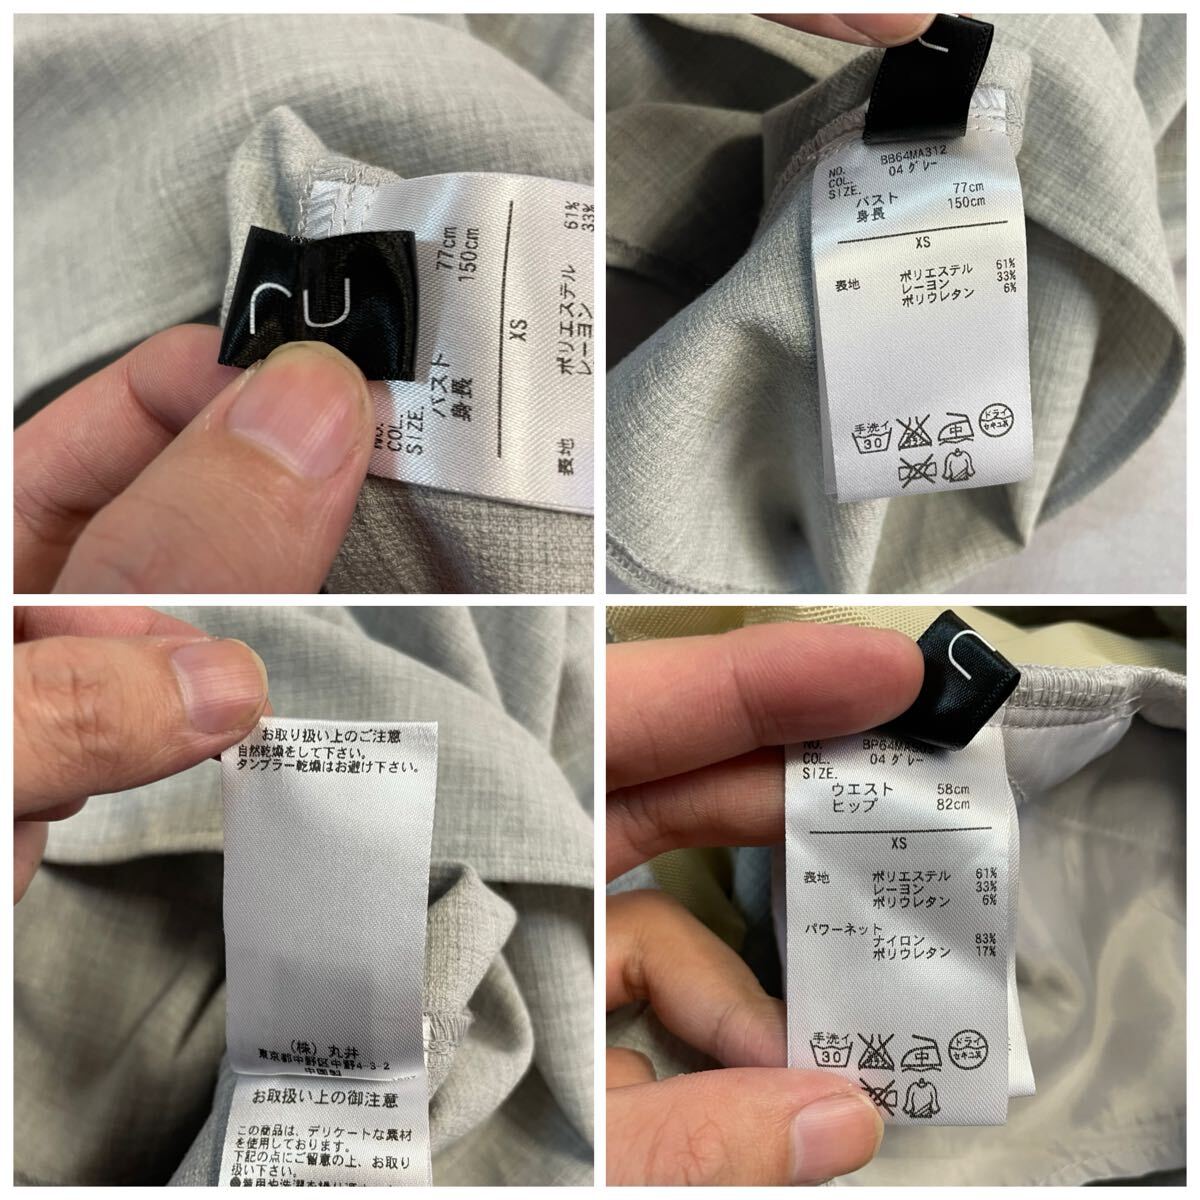 ru
77cm
150cm
NO.
COL.
SIZE.
バスト
身長
XS
表地
ポリエステル 61%
レーヨン 33%
NO. BB64MA312
COL. 04 グレー
SIZE.
バスト 77cm
身長 150cm
XS
表地 ポリエステル 61%
レーヨン 33%
ポリウレタン 6%
手洗イ
30
中
ドライ
セキユ系
お取り扱い上のご注意
自然乾燥をして下さい。
タンブラー乾燥はお避け下さい。
(株) 丸井
東京都中野区中野4-3-2
中国製
お取扱い上の御注意
この商品は、デリケートな素材
を使用しております。
下記の点にご留意の上、お取り
扱い下さい。
NO.
COL. 04 グレー
SIZE.
ウエスト 58cm
ヒップ 82cm
XS
表地 ポリエステル 61%
レーヨン 33%
ポリウレタン 6%
パワーネット
ナイロン 83%
ポリウレタン 17%
手洗イ
30
中
ドライ
セキユ系